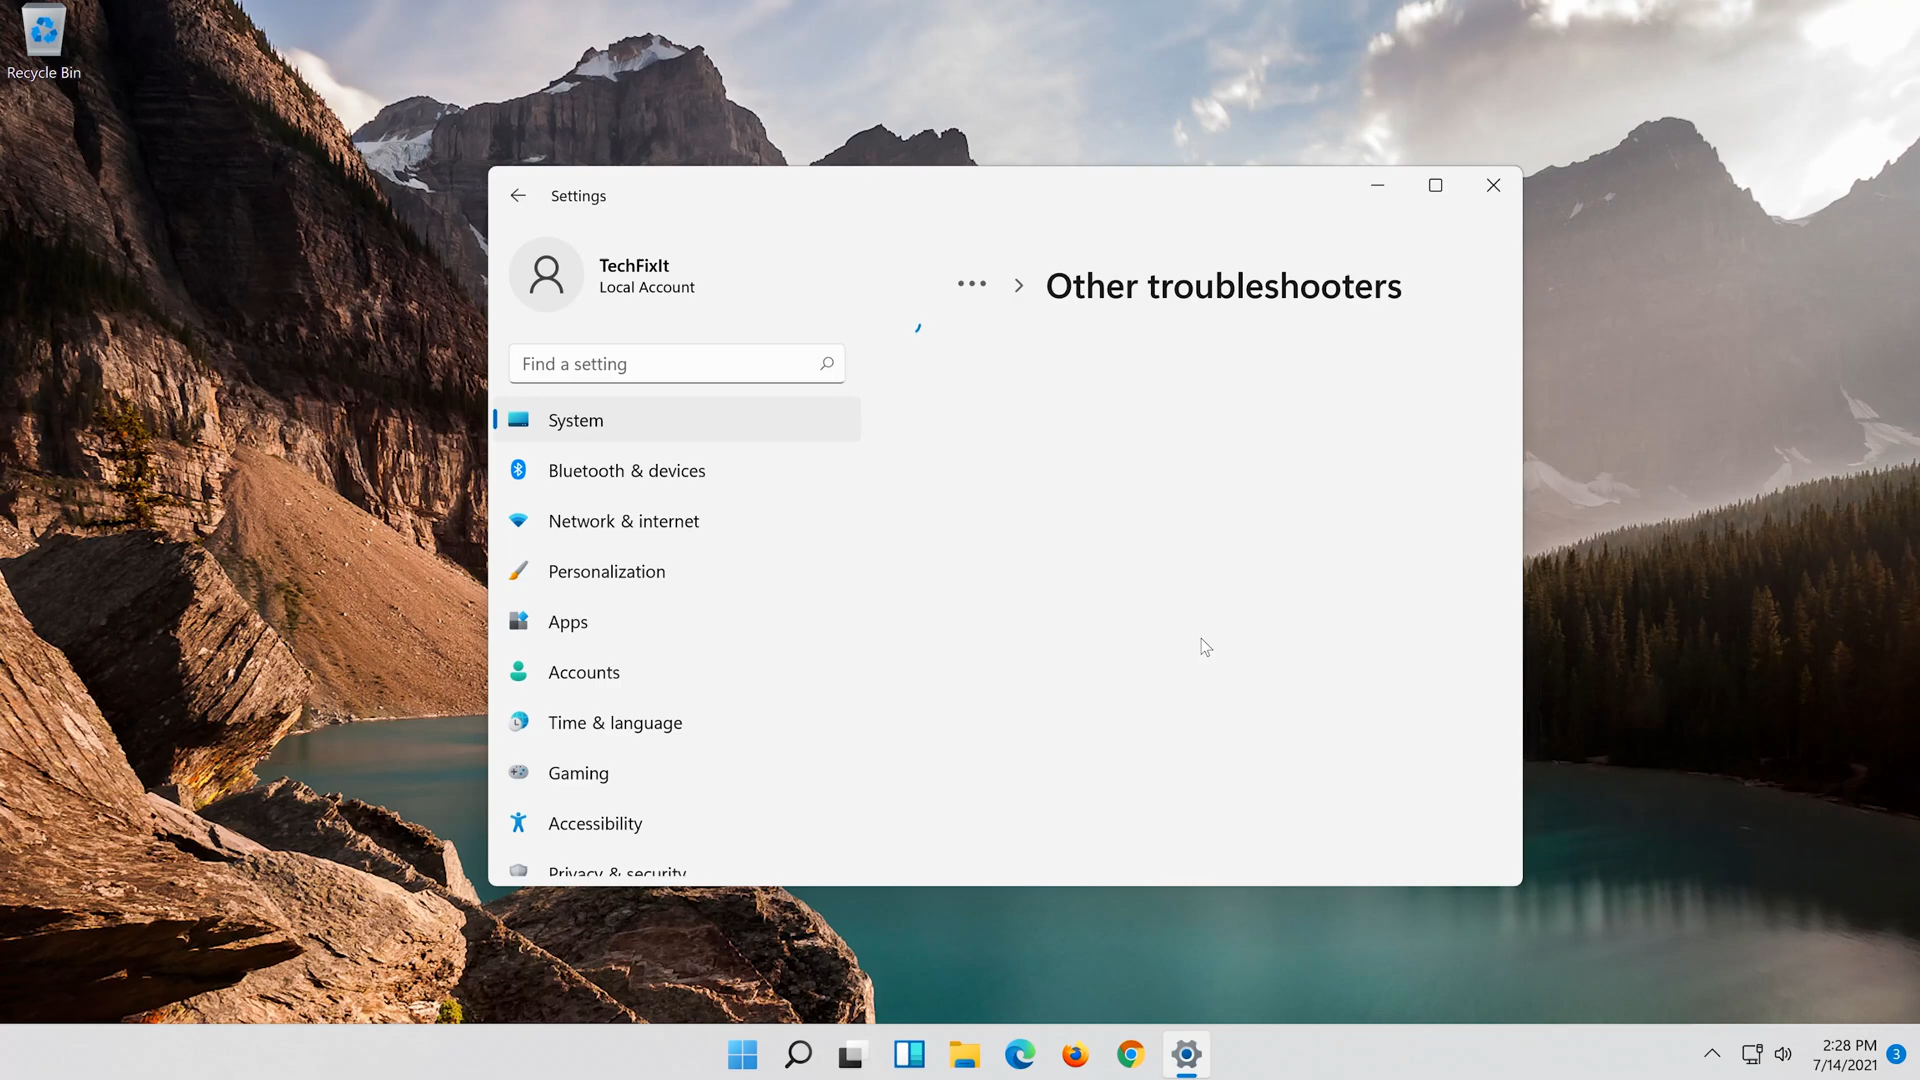 Recycle Bin
Settings
TechFixIt
Local Account
Other troubleshooters
Find a setting
System
Bluetooth & devices
Network & internet
Personalization
Apps
Accounts
Time & language
Gaming
Accessibility
Privacy & security
2:28 PM
7/14/2021
3